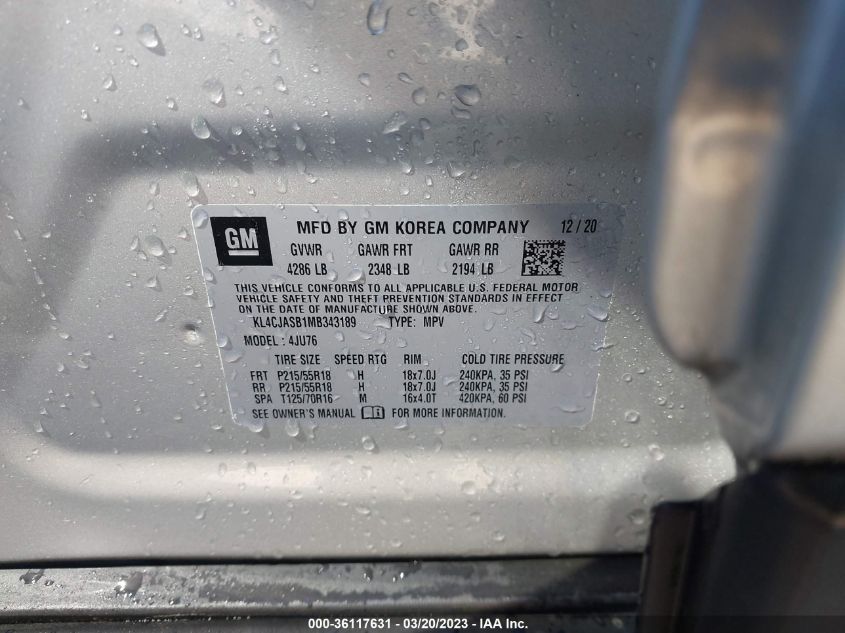 GM MFD BY GM KOREA COMPANY 12/20
GVWR GAWR FRT GAWR RR
4286 LB 2348 LB 2194 LB
THIS VEHICLE CONFORMS TO ALL APPLICABLE U.S. FEDERAL MOTOR
VEHICLE SAFETY AND THEFT PREVENTION STANDARDS IN EFFECT
ON THE DATE OF MANUFACTURE SHOWN ABOVE.
KL4CJASB1MB343189 TYPE: MPV
MODEL: 4JU76
TIRE SIZE SPEED RTG RIM COLD TIRE PRESSURE
FRT P215/55R18 H 18x7.0J 240KPA, 35 PSI
RR P215/55R18 H 18x7.0J 240KPA, 35 PSI
SPA T125/70R16 M 16x4.0T 420KPA, 60 PSI
SEE OWNER'S MANUAL FOR MORE INFORMATION.
000-36117631 - 03/20/2023 - IAA Inc.